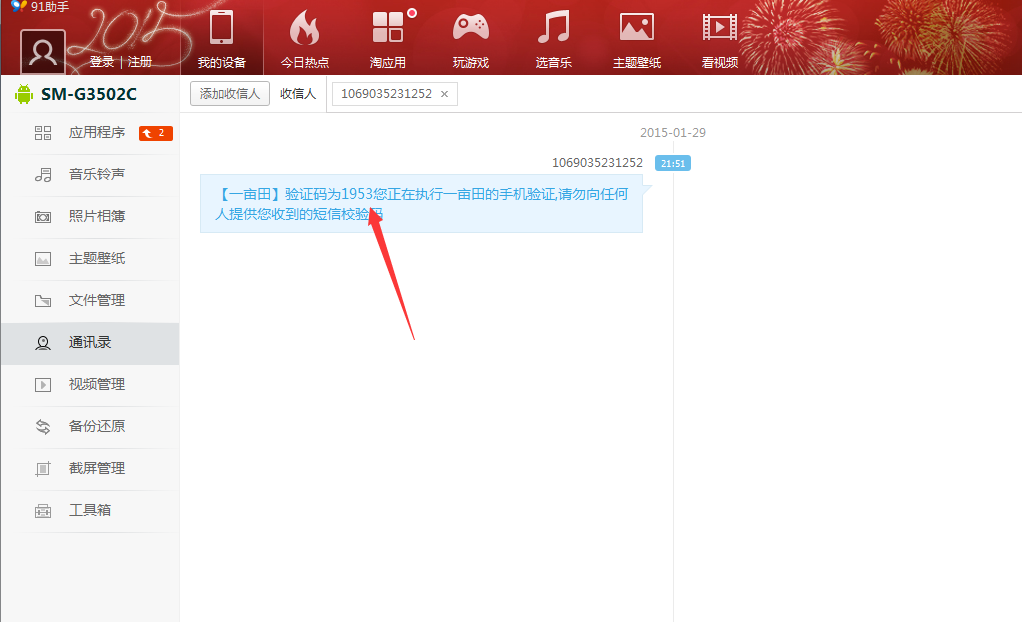 91助手
2015
登录 | 注册
我的设备
今日热点
淘应用
玩游戏
选音乐
主题壁纸
看视频
SM-G3502C
添加收信人
收信人
1069035231252 ×
应用程序 2
音乐铃声
照片相簿
主题壁纸
文件管理
通讯录
视频管理
备份还原
截屏管理
工具箱
2015-01-29
1069035231252 21:51
【一亩田】验证码为1953您正在执行一亩田的手机验证,请勿向任何
人提供您收到的短信校验码